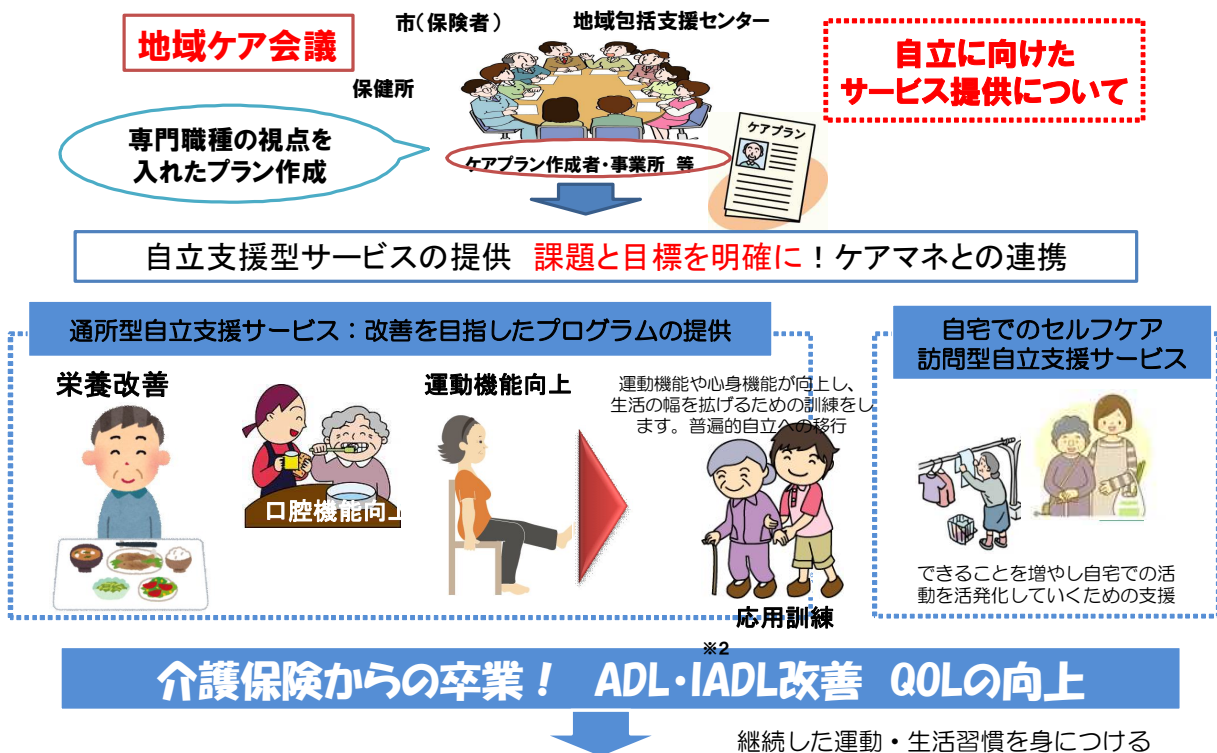 市(保険者)
地域包括支援センター
地域ケア会議
自立に向けた
サービス提供について
保健所
専門職種の視点を
入れたプラン作成
ケアプラン
ケアプラン作成者・事業所 等
自立支援型サービスの提供 課題と目標を明確に！ケアマネとの連携
通所型自立支援サービス：改善を目指したプログラムの提供
自宅でのセルフケア
訪問型自立支援サービス
栄養改善
運動機能向上
運動機能や心身機能が向上し、
生活の幅を拡げるための訓練をし
ます。普遍的自立への移行
口腔機能向上
できることを増やし自宅での活
動を活発化していくための支援
応用訓練
※2
介護保険からの卒業！ ADL・IADL改善 QOLの向上
継続した運動・生活習慣を身につける